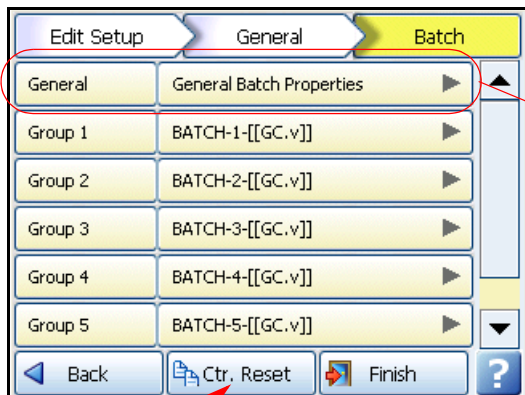 Edit Setup General Batch
General General Batch Properties
Group 1 BATCH-1-[[GC.v]]
Group 2 BATCH-2-[[GC.v]]
Group 3 BATCH-3-[[GC.v]]
Group 4 BATCH-4-[[GC.v]]
Group 5 BATCH-5-[[GC.v]]
Back Ctr. Reset Finish ?